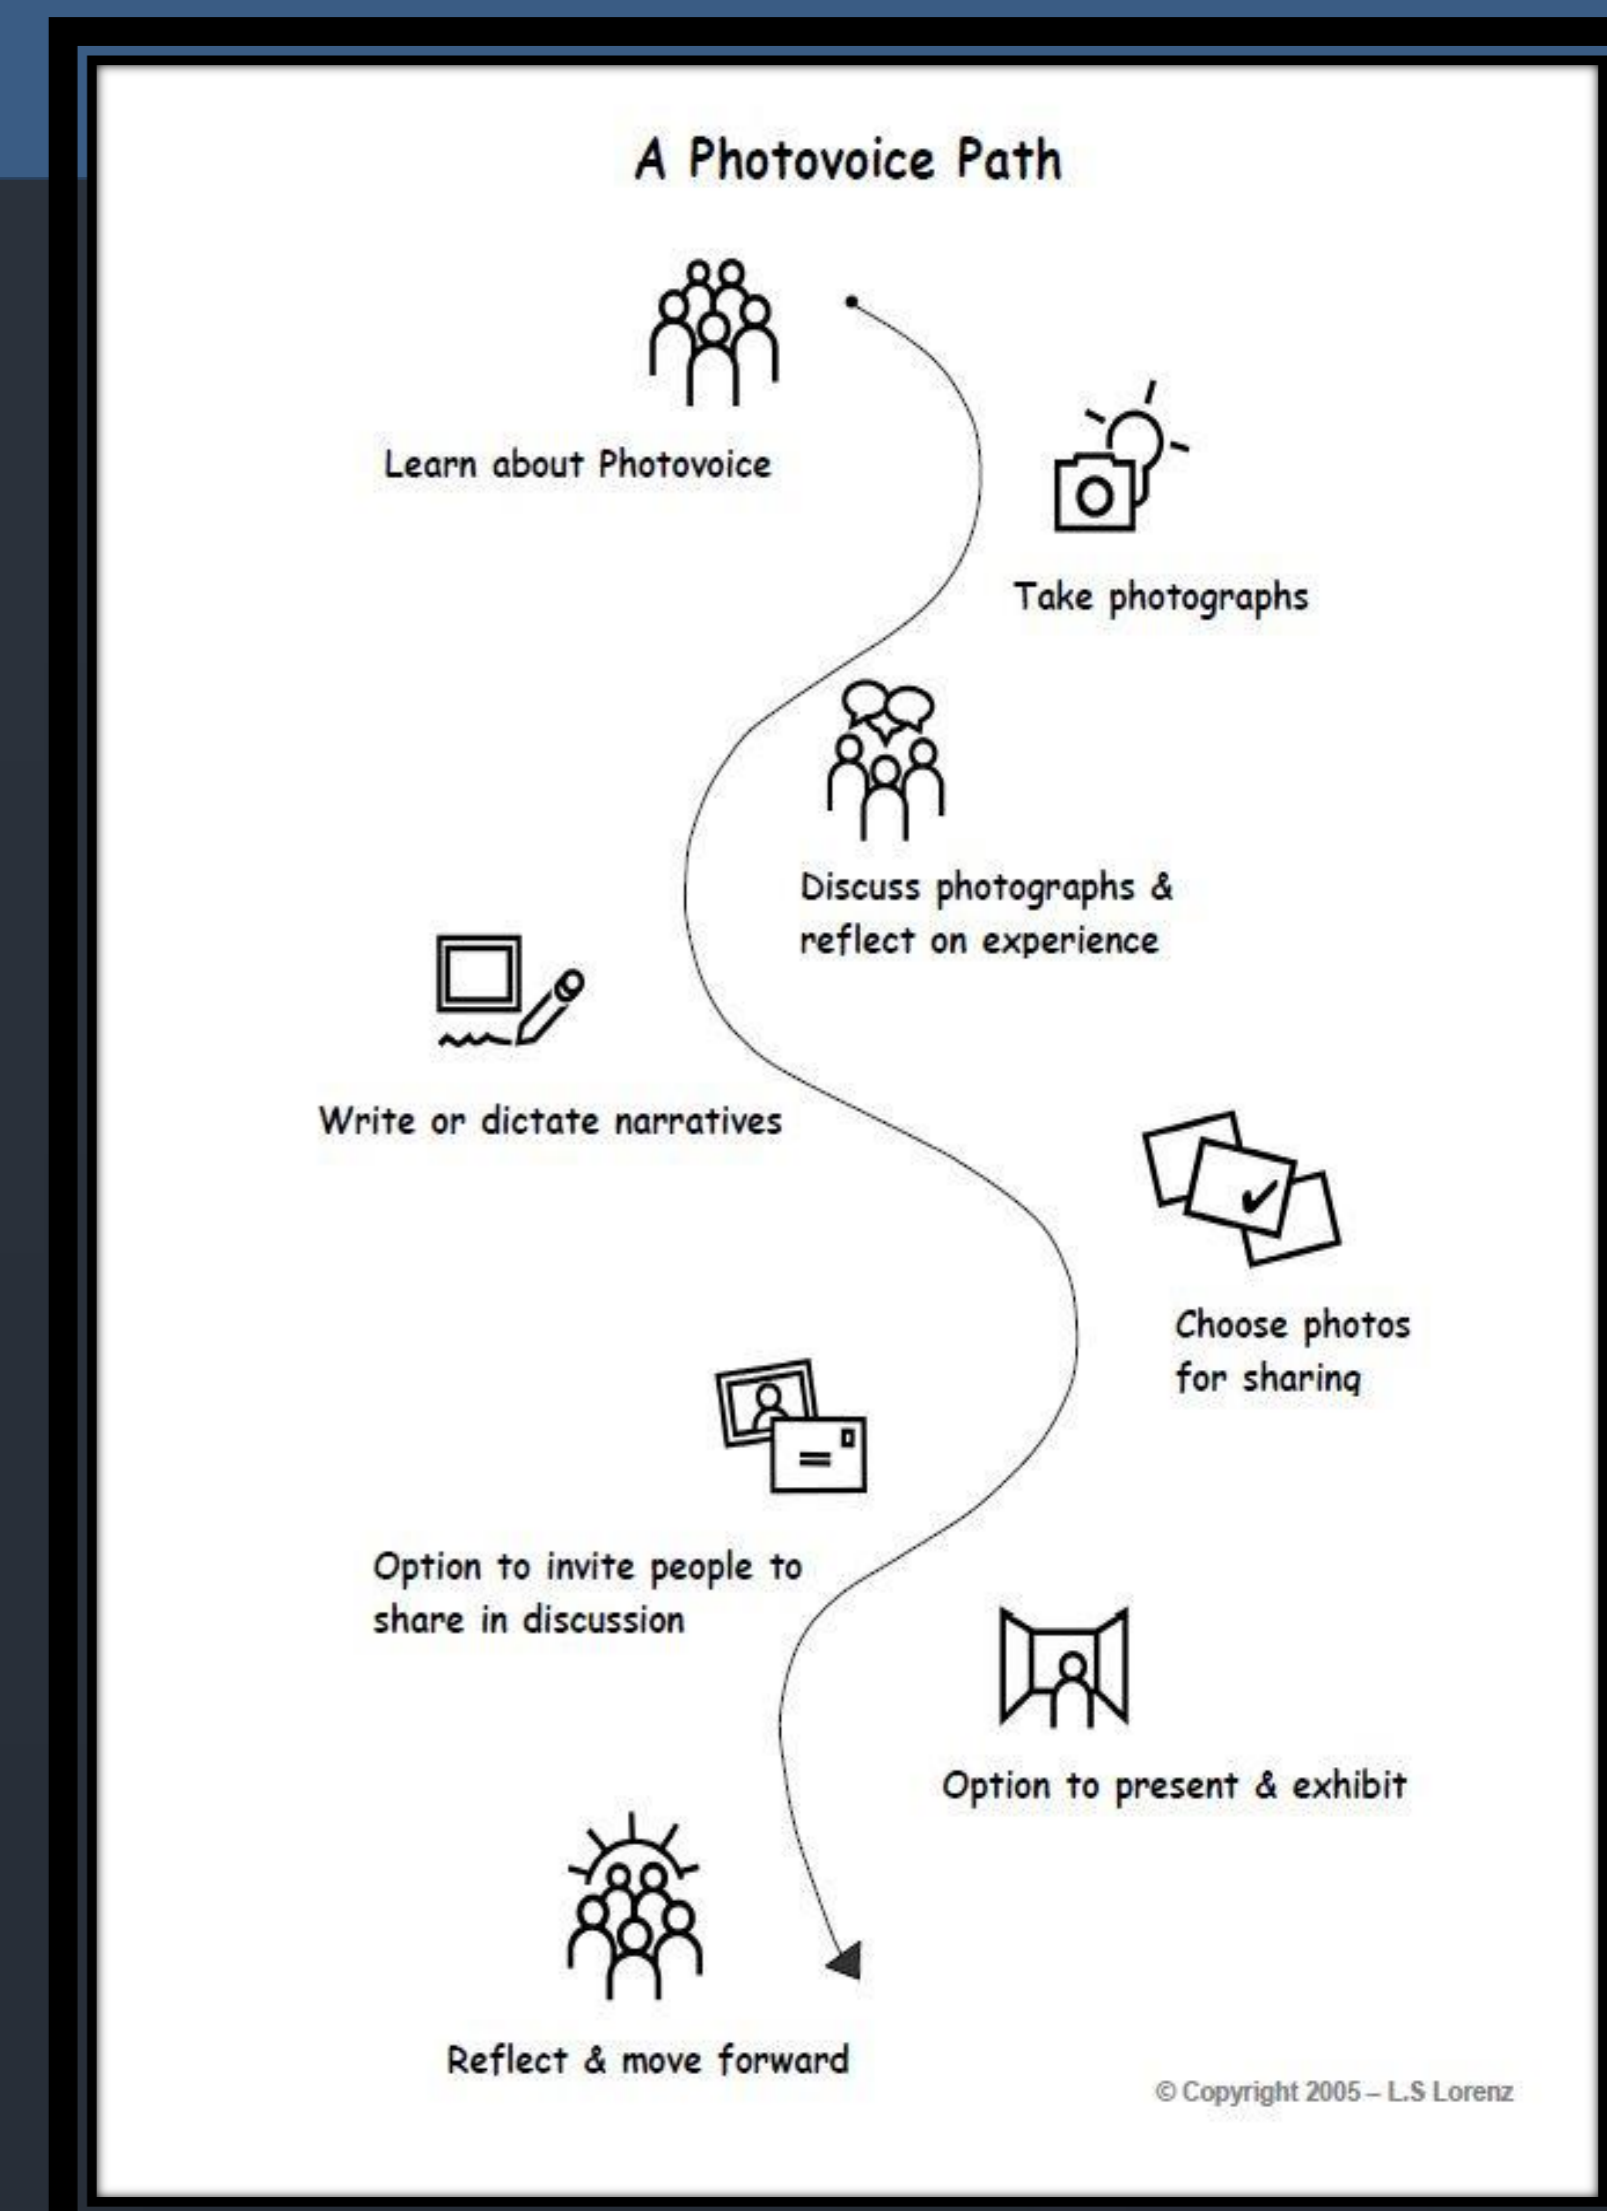 A Photovoice Path
Learn about Photovoice
Take photographs
Discuss photographs &
reflect on experience
Write or dictate narratives
Choose photos
for sharing
Option to invite people to
share in discussion
Option to present & exhibit
Reflect & move forward
© Copyright 2005 – L.S Lorenz